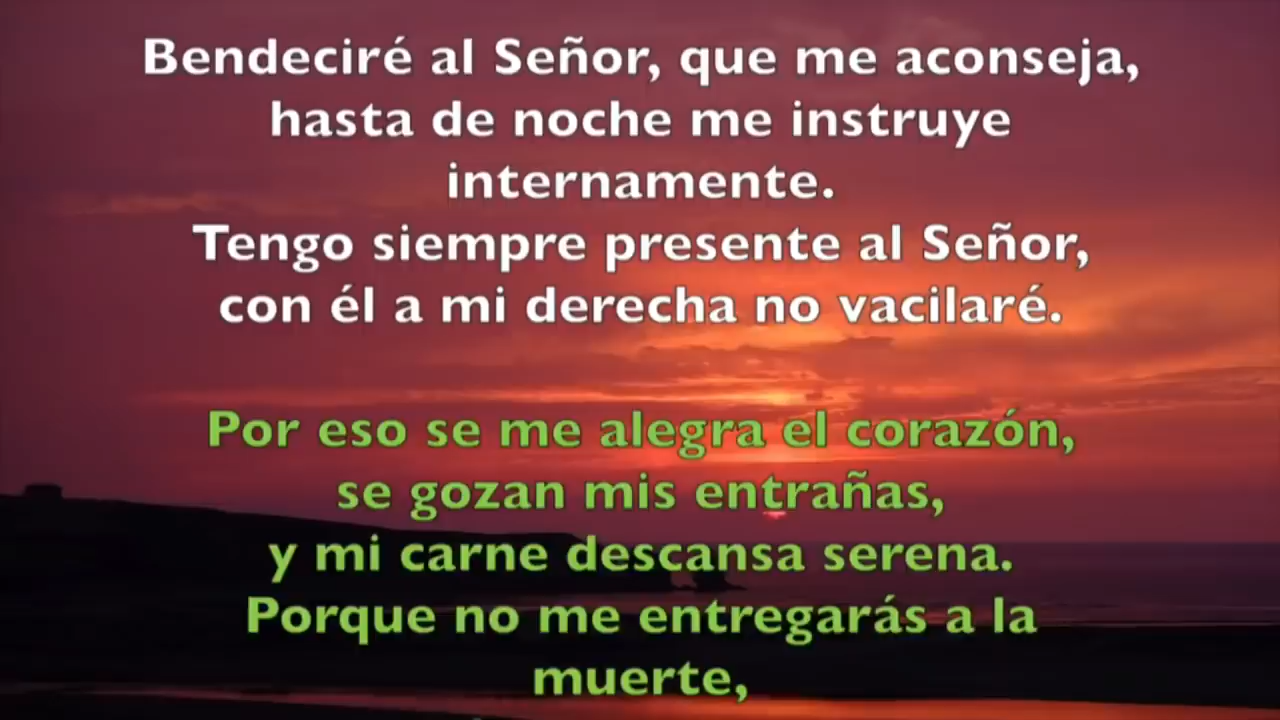 Bendeciré al Señor, que me aconseja,
hasta de noche me instruye
internamente.
Tengo siempre presente al Señor,
con él a mi derecha no vacilaré.
Por eso se me alegra el corazón,
se gozan mis entrañas,
y mi carne descansa serena.
Porque no me entregarás a la
muerte,